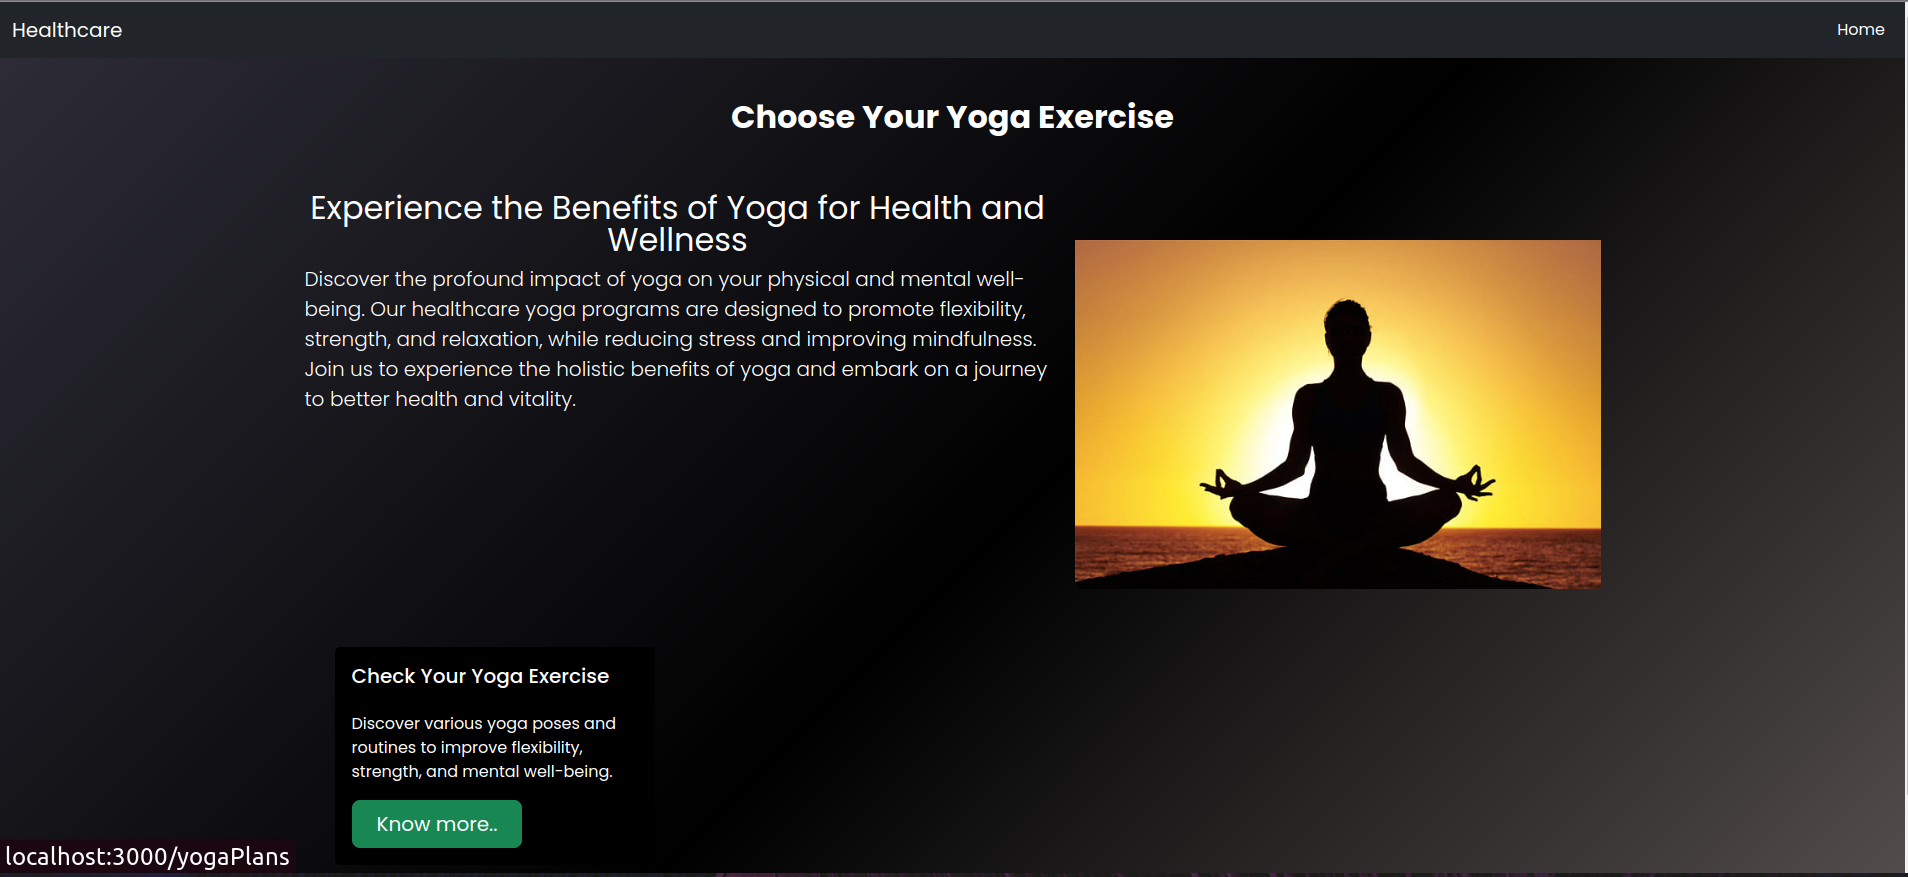 Healthcare
Home
Choose Your Yoga Exercise
Experience the Benefits of Yoga for Health and
Wellness
Discover the profound impact of yoga on your physical and mental well-
being. Our healthcare yoga programs are designed to promote flexibility,
strength, and relaxation, while reducing stress and improving mindfulness.
Join us to experience the holistic benefits of yoga and embark on a journey
to better health and vitality.
Check Your Yoga Exercise
Discover various yoga poses and
routines to improve flexibility,
strength, and mental well-being.
Know more..
localhost:3000/yogaPlans